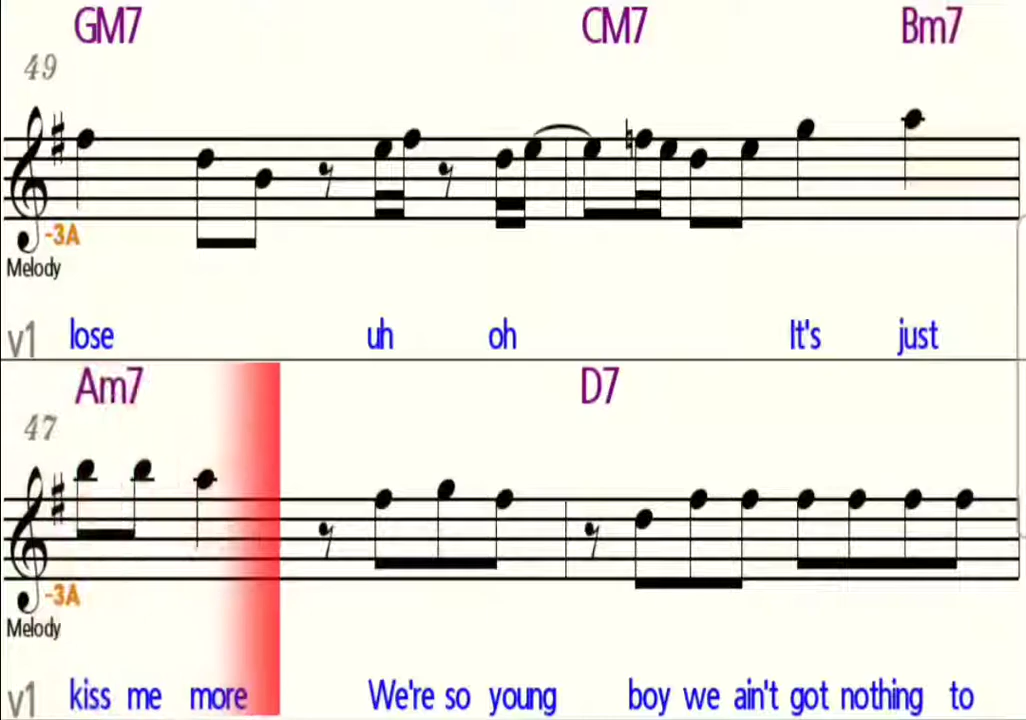 GM7 CM7 Bm7
49
-3A
Melody
v1 lose uh oh It's just
Am7 D7
47
-3A
Melody
v1 kiss me more We're so young boy we ain't got nothing to